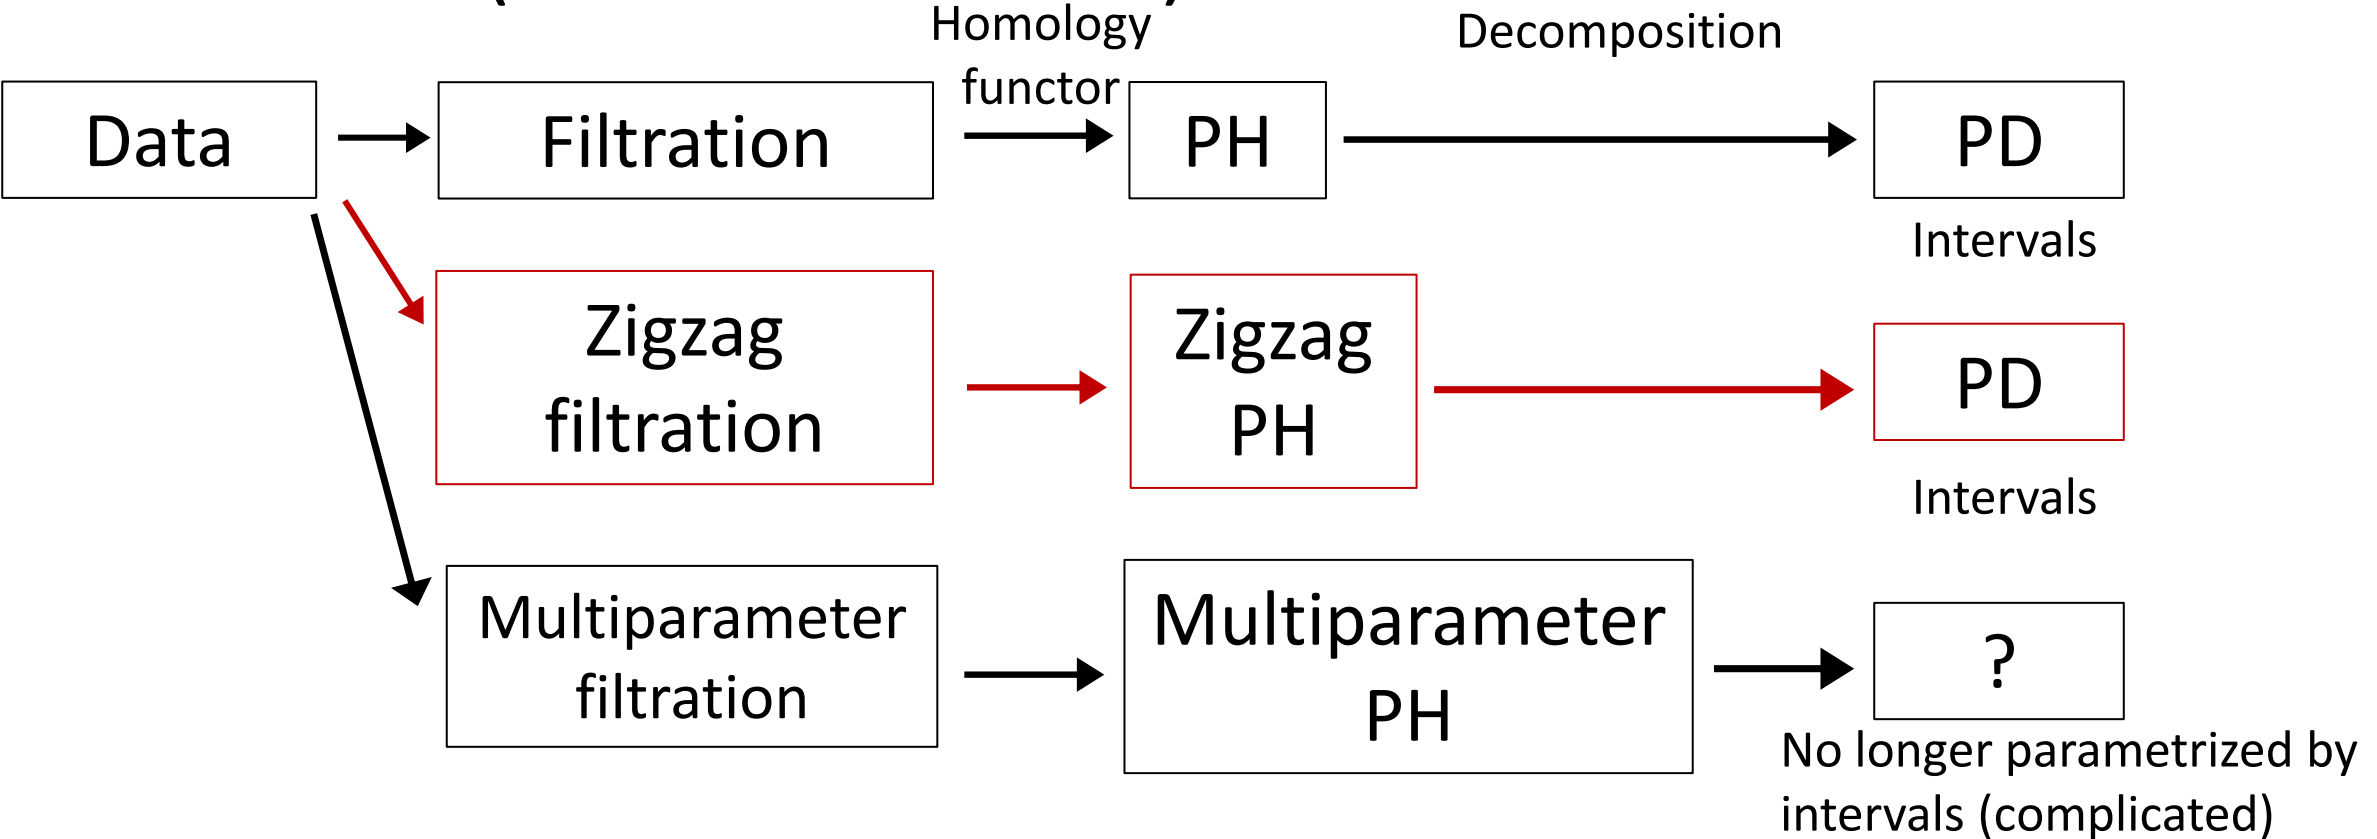 Homology
functor
Decomposition
Data
Filtration
PH
PD
Intervals
Zigzag
filtration
Zigzag
PH
PD
Intervals
Multiparameter
filtration
Multiparameter
PH
?
No longer parametrized by
intervals (complicated)